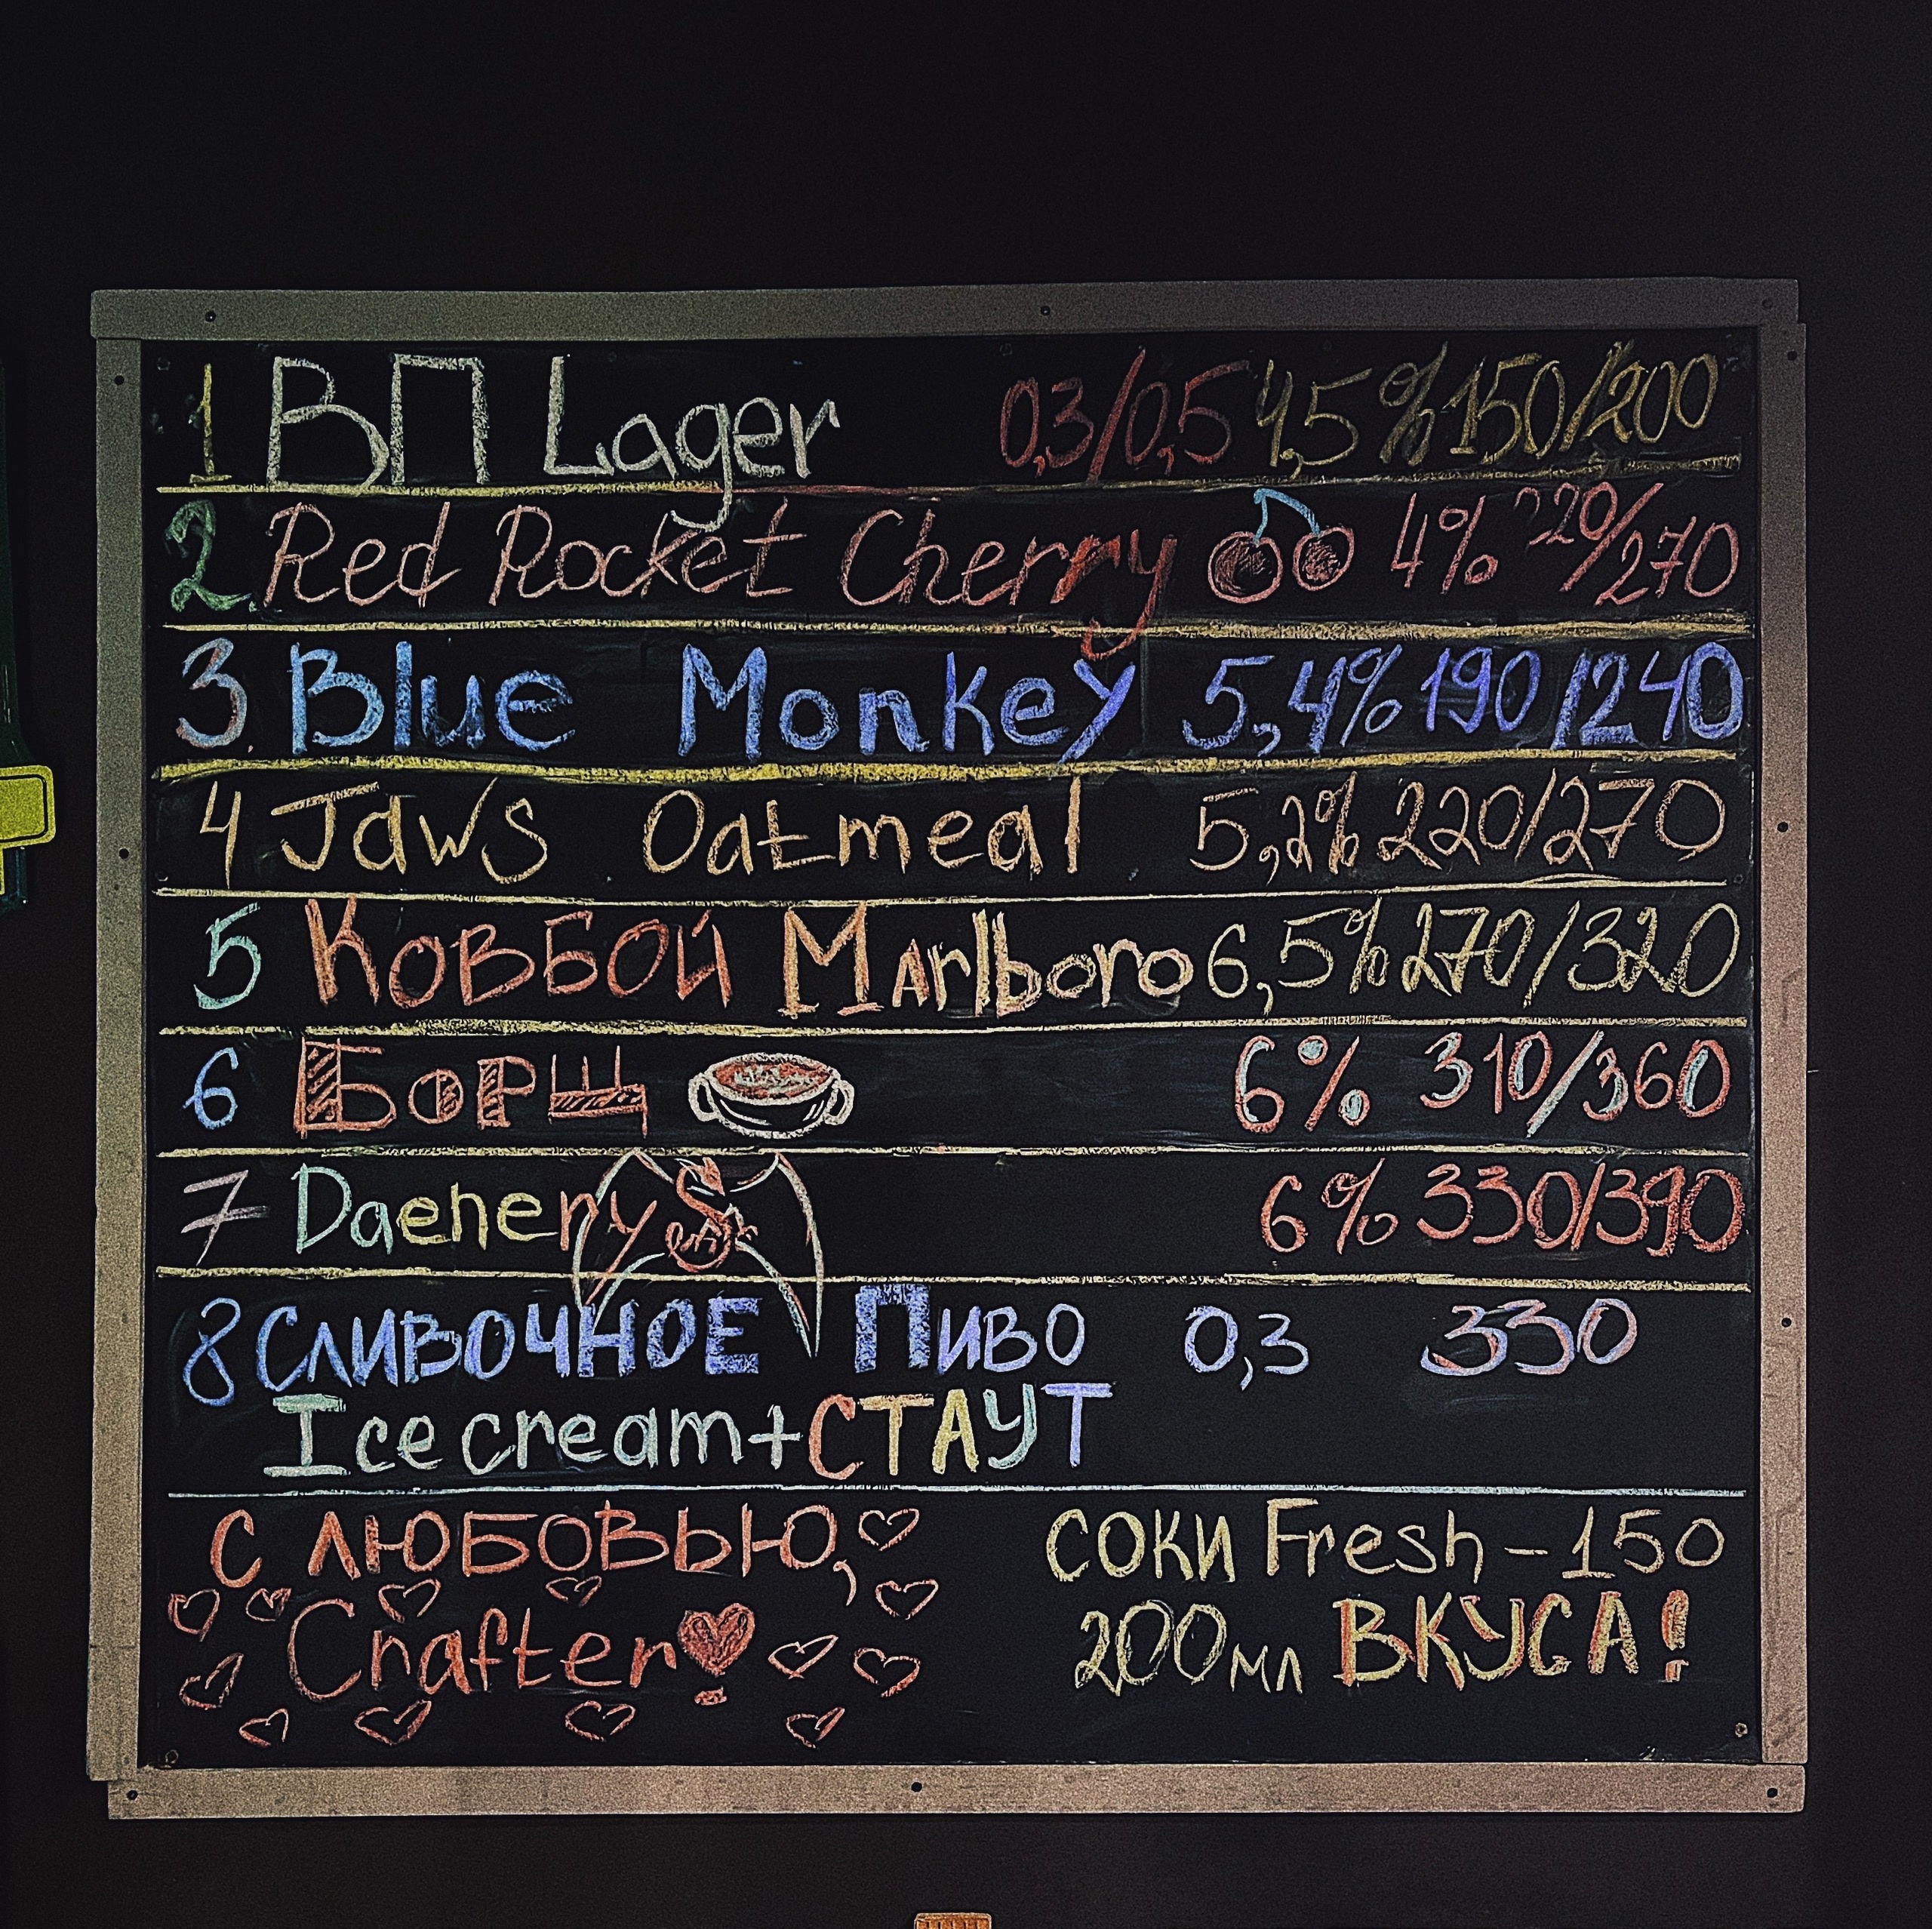 1 ВП Lager 0,3/0,5 4,5% 150/200
2. Red Rocket Cherry 4% 220/270
3. Blue Monkey 5,4% 190/240
4 Jaws Oatmeal 5,2% 220/270
5 Ковбой Marlboro 6,5% 270/320
6 Борщ 6% 310/360
7 Daenerys 6% 330/390
8 СЛИВОЧНОЕ ПИВО 0,3 330
Ice cream+СТАУТ
С ЛЮБОВЬЮ,
Crafter
СОКИ Fresh - 150
200мл ВКУСА!